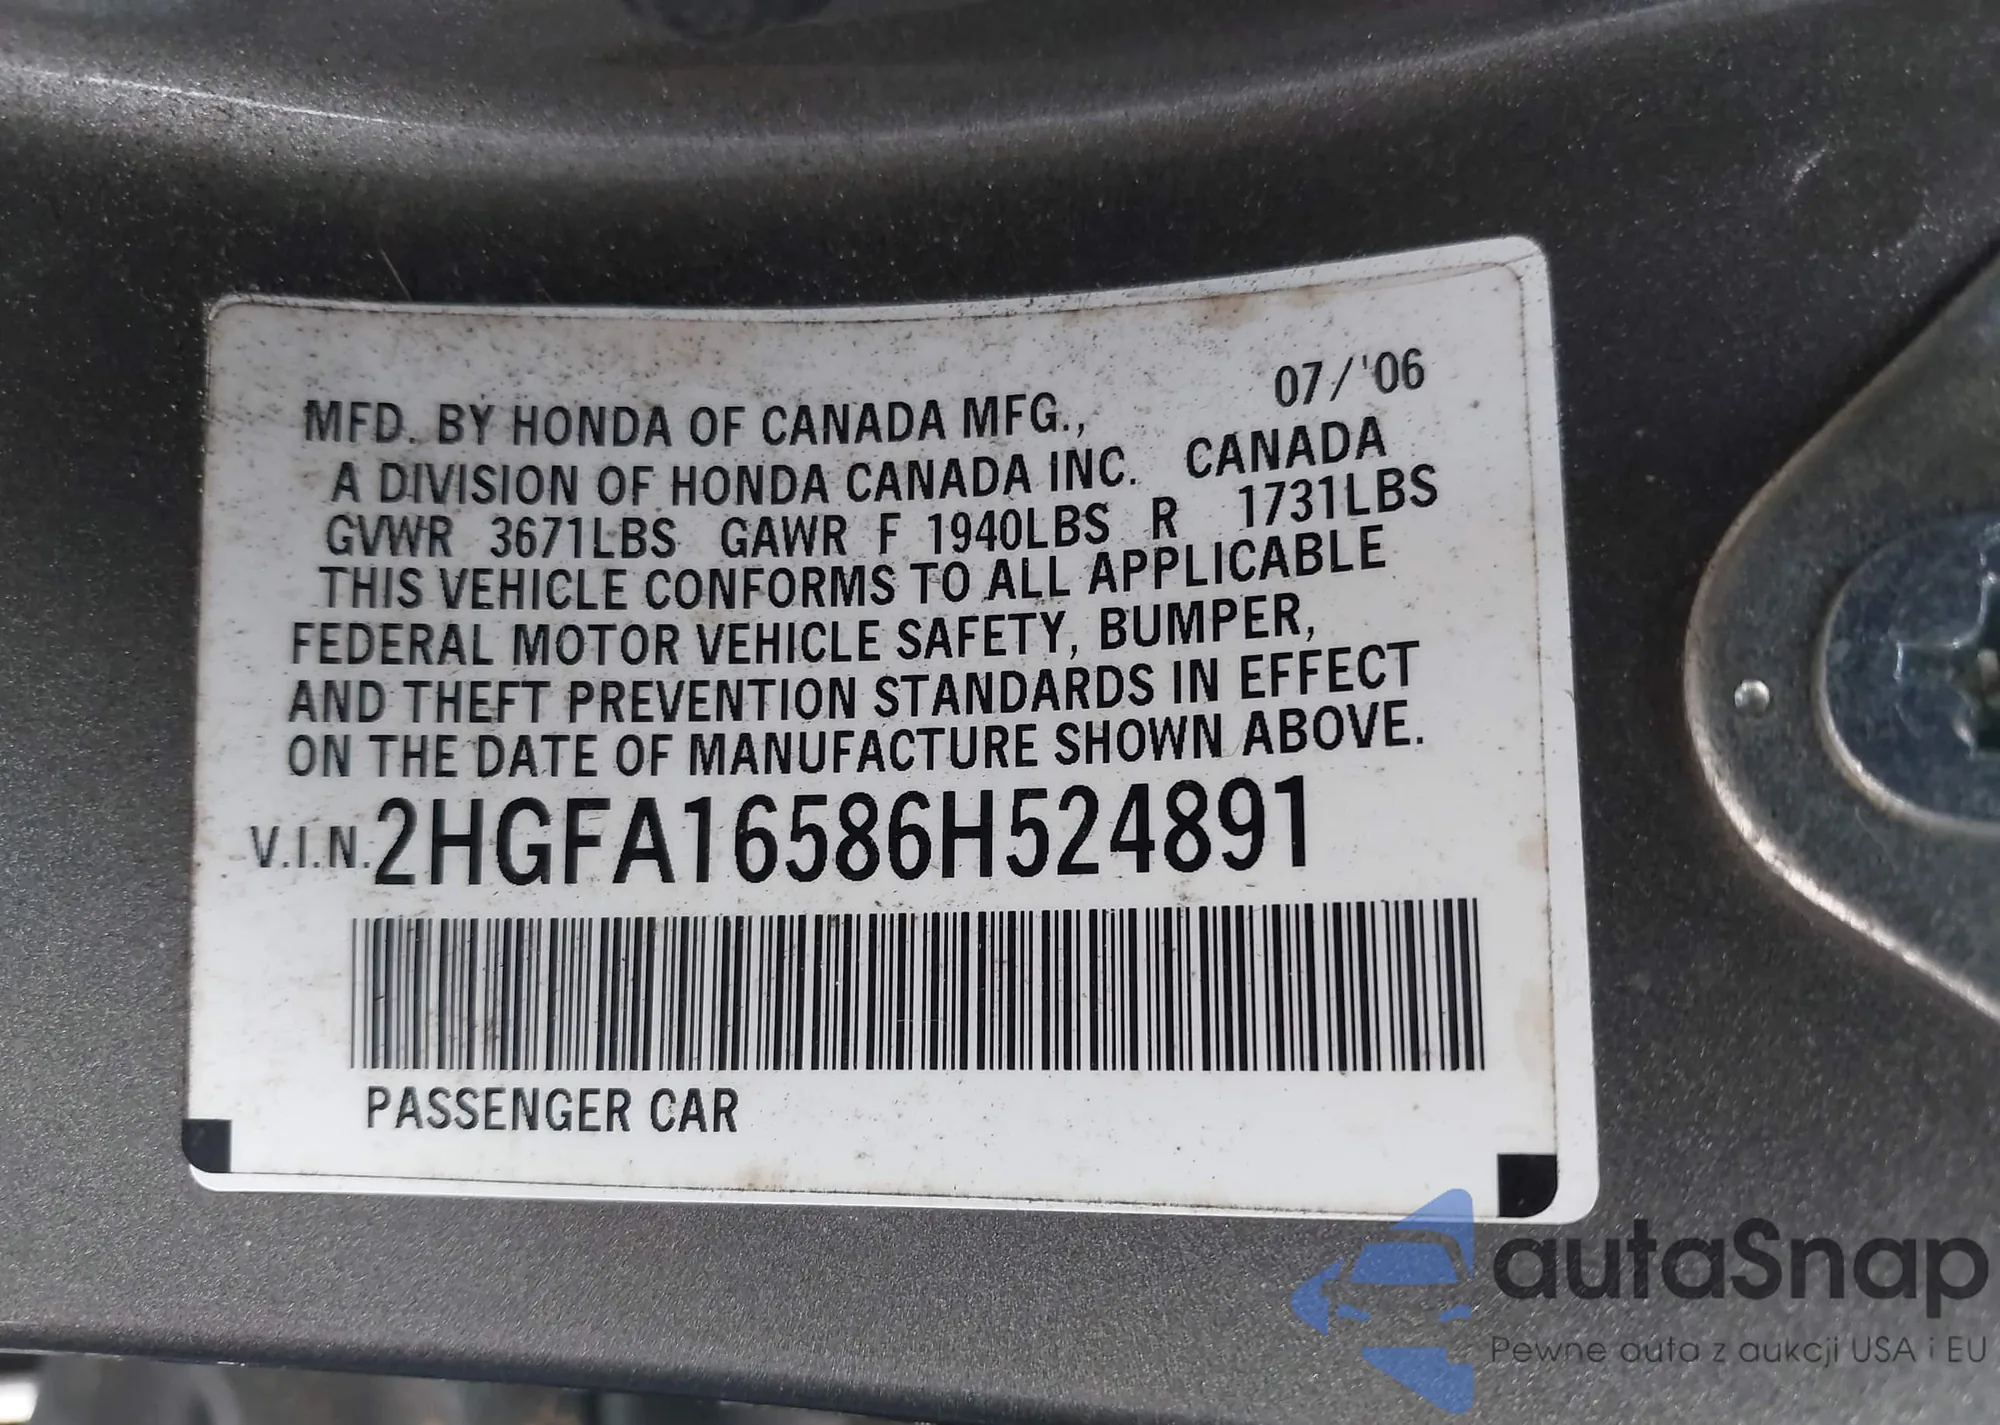 07/'06
MFD. BY HONDA OF CANADA MFG.,
A DIVISION OF HONDA CANADA INC. CANADA
GVWR 3671LBS GAWR F 1940LBS R 1731LBS
THIS VEHICLE CONFORMS TO ALL APPLICABLE
FEDERAL MOTOR VEHICLE SAFETY, BUMPER,
AND THEFT PREVENTION STANDARDS IN EFFECT
ON THE DATE OF MANUFACTURE SHOWN ABOVE.
V.I.N. 2HGFA16586H524891
PASSENGER CAR
autaSnap
Pewne auta z aukcji USA i EU